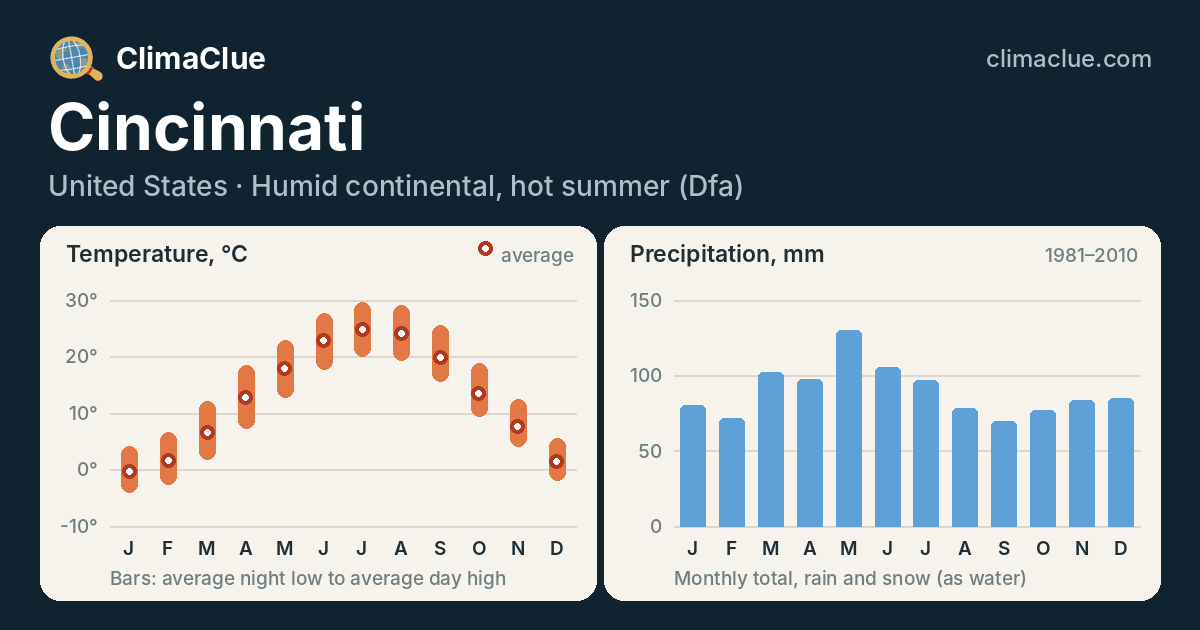 ClimaClue
climaclue.com
Cincinnati
United States · Humid continental, hot summer (Dfa)
Temperature, °C
average
30°
20°
10°
0°
-10°
J F M A M J J A S O N D
Bars: average night low to average day high
Precipitation, mm
1981–2010
150
100
50
0
J F M A M J J A S O N D
Monthly total, rain and snow (as water)